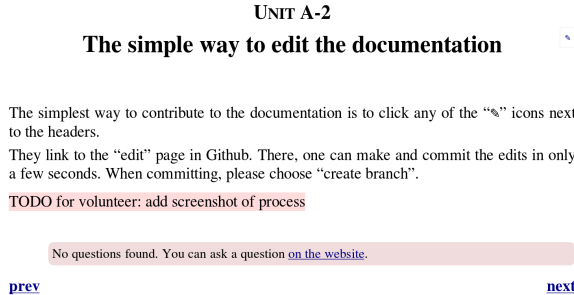 UNIT A-2
The simple way to edit the documentation
✎
The simplest way to contribute to the documentation is to click any of the “✎” icons next
to the headers.
They link to the “edit” page in Github. There, one can make and commit the edits in only
a few seconds. When committing, please choose “create branch”.
TODO for volunteer: add screenshot of process
No questions found. You can ask a question on the website.
prev
next